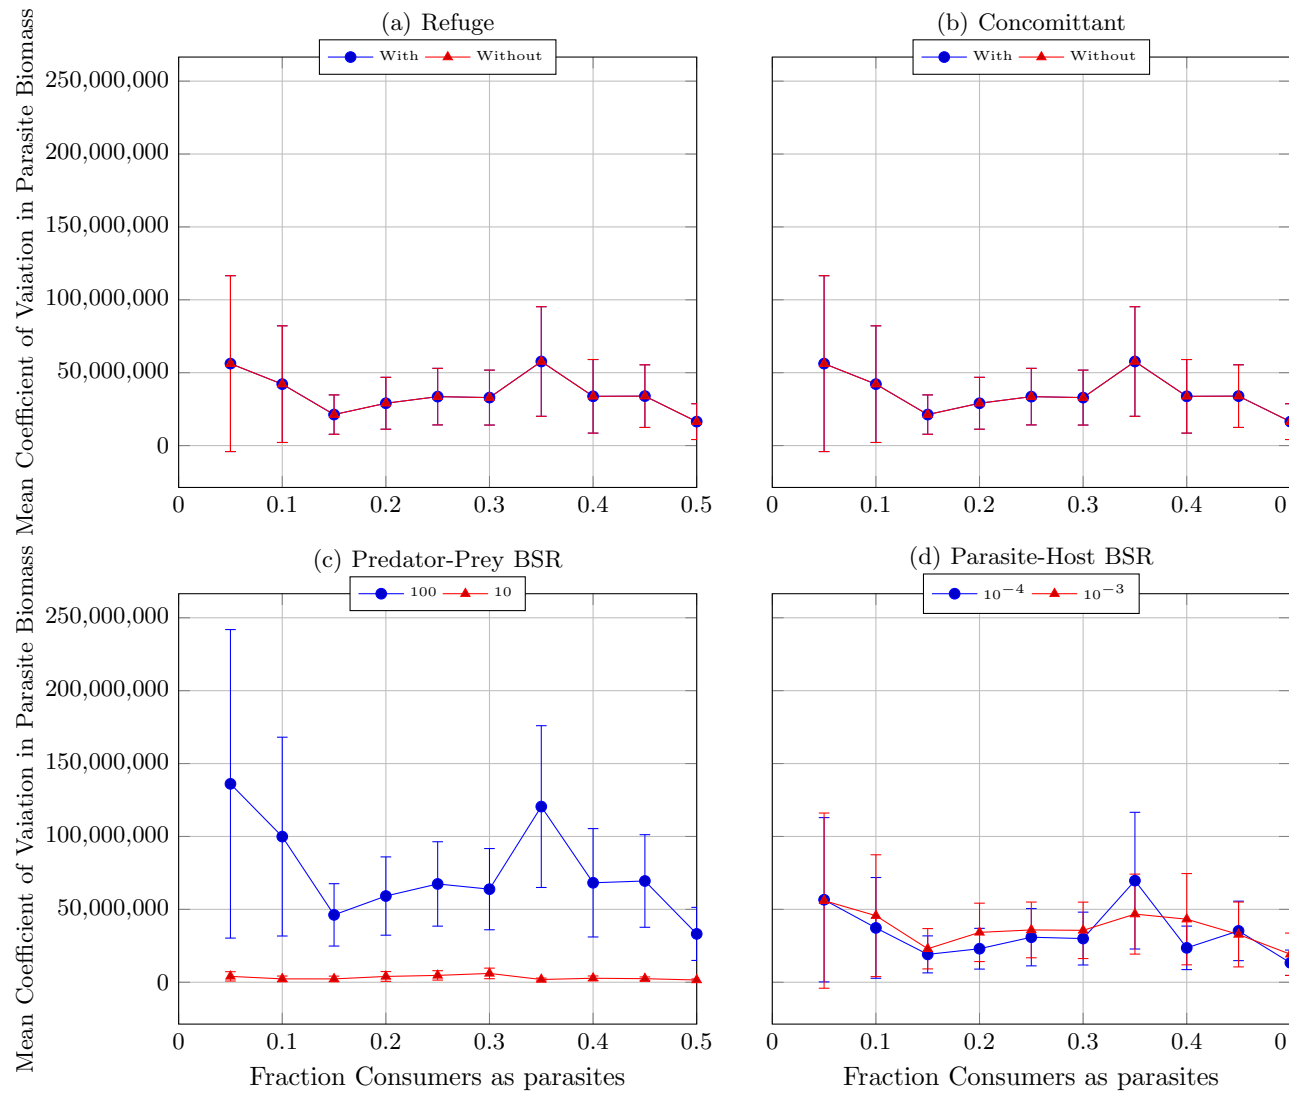 (a) Refuge
With Without
Mean Coefficient of Vaiation in Parasite Biomass
250,000,000
200,000,000
150,000,000
100,000,000
50,000,000
0
0 0.1 0.2 0.3 0.4 0.5
(b) Concomittant
With Without
0 0.1 0.2 0.3 0.4 0
(c) Predator-Prey BSR
100 10
Mean Coefficient of Vaiation in Parasite Biomass
250,000,000
200,000,000
150,000,000
100,000,000
50,000,000
0
0 0.1 0.2 0.3 0.4 0.5
Fraction Consumers as parasites
(d) Parasite-Host BSR
10⁻⁴ 10⁻³
0 0.1 0.2 0.3 0.4 0
Fraction Consumers as parasites